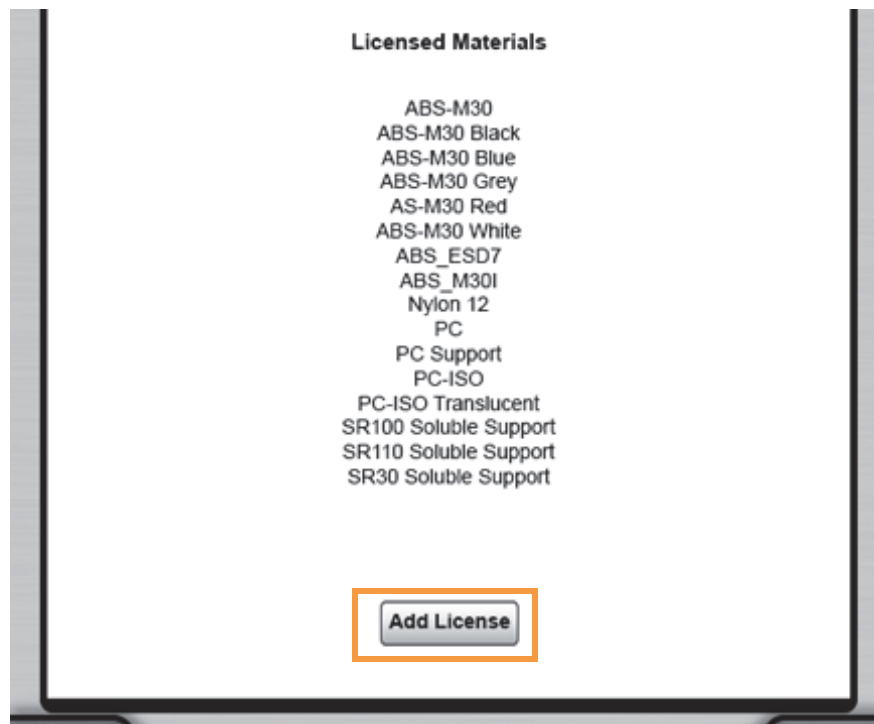 Licensed Materials
ABS-M30
ABS-M30 Black
ABS-M30 Blue
ABS-M30 Grey
AS-M30 Red
ABS-M30 White
ABS_ESD7
ABS_M30I
Nylon 12
PC
PC Support
PC-ISO
PC-ISO Translucent
SR100 Soluble Support
SR110 Soluble Support
SR30 Soluble Support
Add License